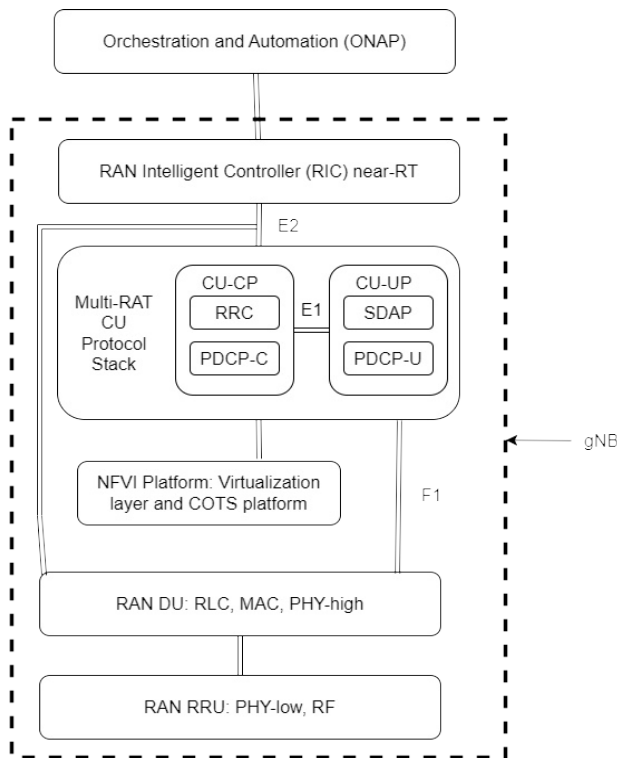 Orchestration and Automation (ONAP)
RAN Intelligent Controller (RIC) near-RT
E2
Multi-RAT
CU
Protocol
Stack
CU-CP
RRC
PDCP-C
E1
CU-UP
SDAP
PDCP-U
gNB
NFVI Platform: Virtualization
layer and COTS platform
F1
RAN DU: RLC, MAC, PHY-high
RAN RRU: PHY-low, RF